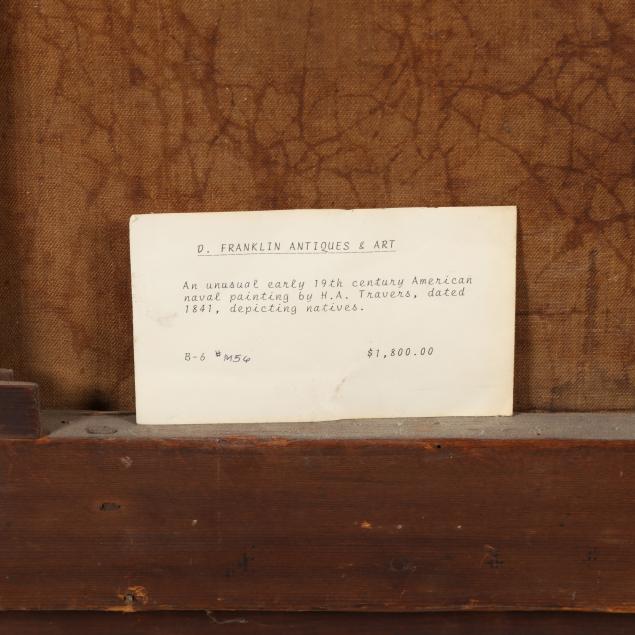 D. FRANKLIN ANTIQUES & ART
An unusual early 19th century American
naval painting by H.A. Travers, dated
1841, depicting natives.
B-6 #M56 $1,800.00